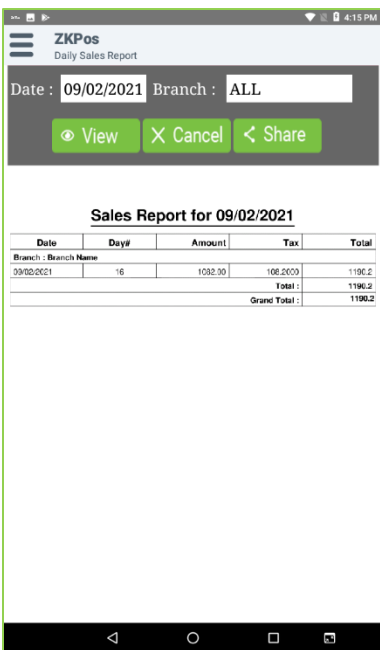 4:15 PM
ZKPos
Daily Sales Report
Date : 09/02/2021 Branch : ALL
View Cancel Share
Sales Report for 09/02/2021
Date Day# Amount Tax Total
Branch : Branch Name
09/02/2021 16 1082.00 108.2000 1190.2
Total : 1190.2
Grand Total : 1190.2